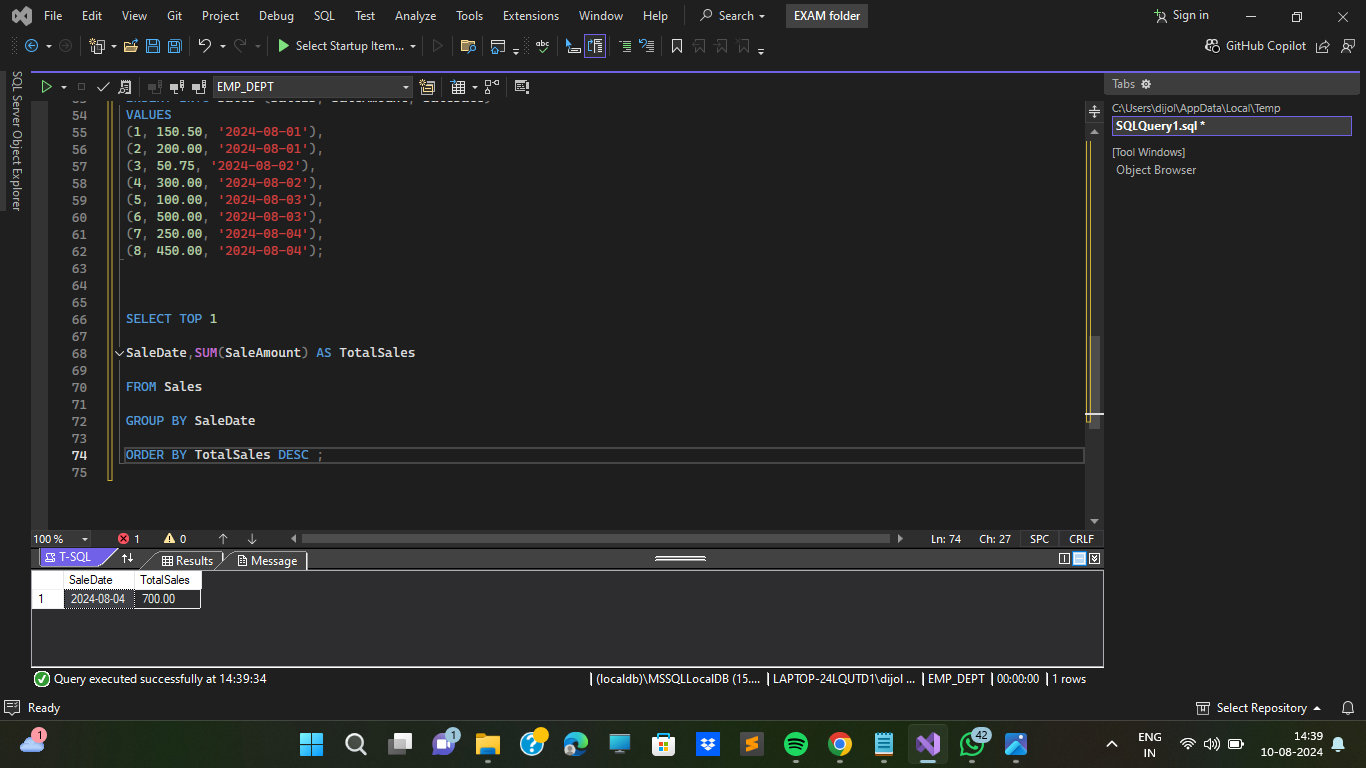 File Edit View Git Project Debug SQL Test Analyze Tools Extensions Window Help Search EXAM folder Sign in
Select Startup Item... GitHub Copilot
EMP_DEPT
Tabs
C:\Users\dijol\AppData\Local\Temp
SQLQuery1.sql *
[Tool Windows]
Object Browser
SQL Server Object Explorer
54 VALUES
55 (1, 150.50, '2024-08-01'),
56 (2, 200.00, '2024-08-01'),
57 (3, 50.75, '2024-08-02'),
58 (4, 300.00, '2024-08-02'),
59 (5, 100.00, '2024-08-03'),
60 (6, 500.00, '2024-08-03'),
61 (7, 250.00, '2024-08-04'),
62 (8, 450.00, '2024-08-04');
63
64
65
66 SELECT TOP 1
67
68 SaleDate,SUM(SaleAmount) AS TotalSales
69
70 FROM Sales
71
72 GROUP BY SaleDate
73
74 ORDER BY TotalSales DESC ;
75
100 % 1 0 Ln: 74 Ch: 27 SPC CRLF
T-SQL Results Message
SaleDate TotalSales
1 2024-08-04 700.00
Query executed successfully at 14:39:34 (localdb)\MSSQLLocalDB (15.... LAPTOP-24LQUTD1\dijol ... EMP_DEPT 00:00:00 1 rows
Ready Select Repository
1 1 42 ENG IN 14:39 10-08-2024